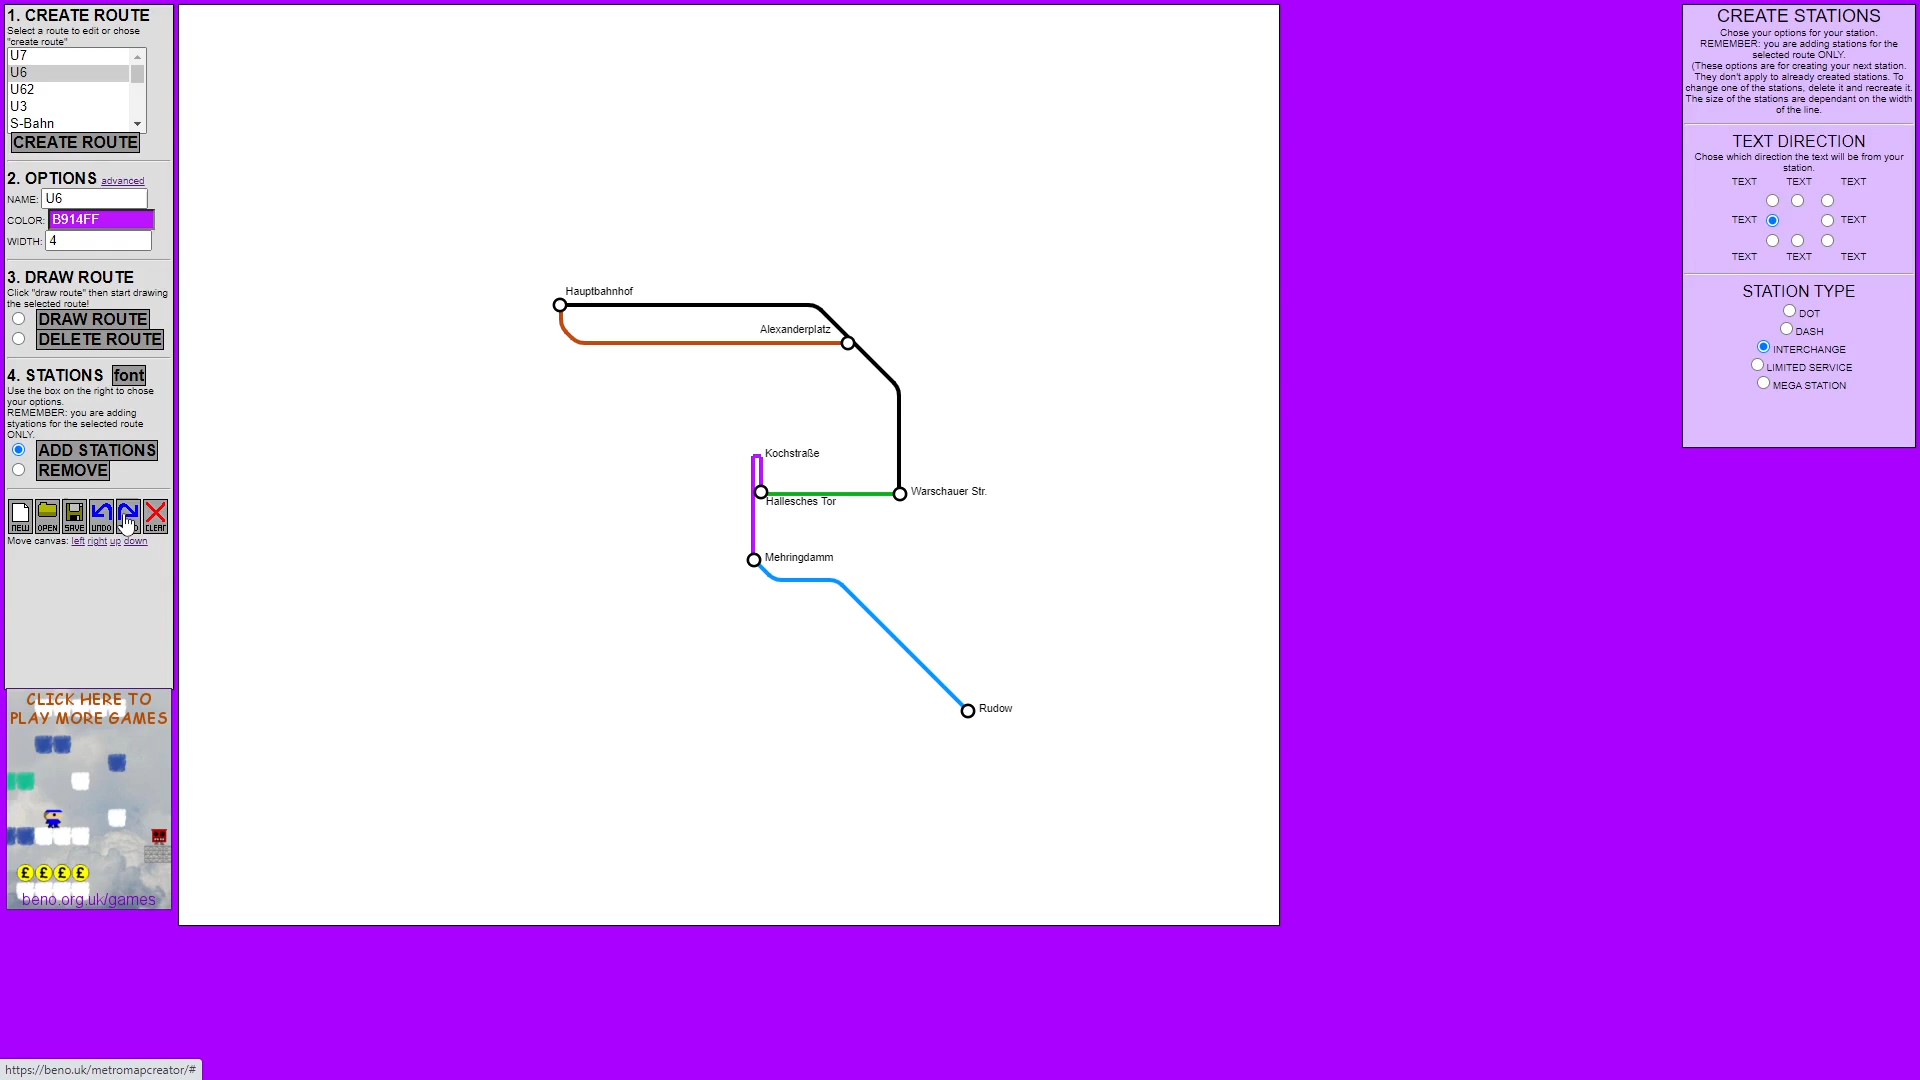 1. CREATE ROUTE
Select a route to edit or chose
"create route"
U7
U6
U62
U3
S-Bahn
CREATE ROUTE
2. OPTIONS advanced
NAME: U6
COLOR: B914FF
WIDTH: 4
3. DRAW ROUTE
Click "draw route" then start drawing
the selected route!
DRAW ROUTE
DELETE ROUTE
4. STATIONS font
Use the box on the right to chose
your options.
REMEMBER: you are adding
styations for the selected route
ONLY.
ADD STATIONS
REMOVE
NEW OPEN SAVE UNDO CLEAR
Move canvas: left right up down
CLICK HERE TO
PLAY MORE GAMES
£ £ £ £
beno.org.uk/games
Hauptbahnhof
Alexanderplatz
Kochstraße
Warschauer Str.
Hallesches Tor
Mehringdamm
Rudow
CREATE STATIONS
Chose your options for your station.
REMEMBER: you are adding stations for the
selected route ONLY.
(These options are for creating your next station.
They don't apply to already created stations. To
change one of the stations, delete it and recreate it.
The size of the stations are dependant on the width
of the line.
TEXT DIRECTION
Chose which direction the text will be from your
station.
TEXT TEXT TEXT
TEXT TEXT
TEXT TEXT TEXT
STATION TYPE
DOT
DASH
INTERCHANGE
LIMITED SERVICE
MEGA STATION
https://beno.uk/metromapcreator/#